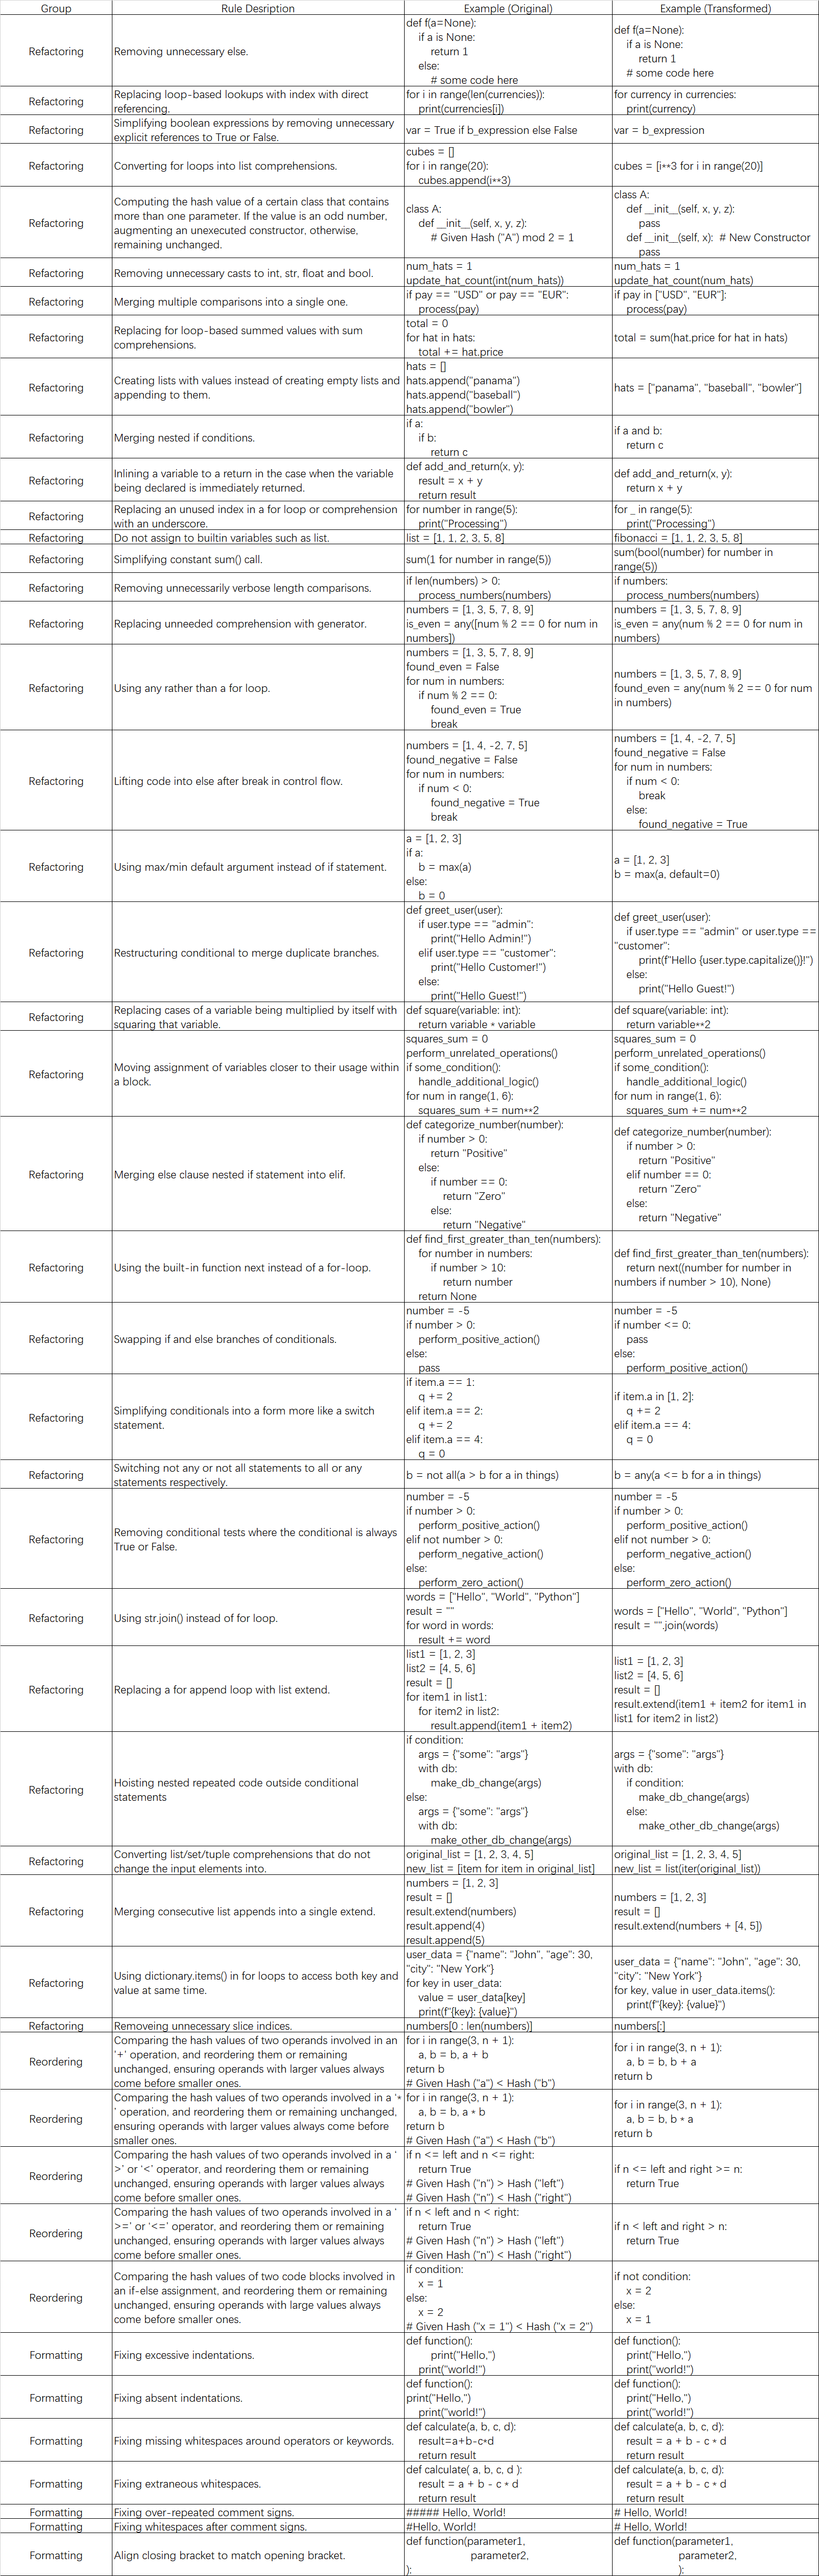 Group Rule Desription Example (Original) Example (Transformed)
Refactoring
Removing unnecessary else.
def f(a=None):
if a is None:
return 1
else:
# some code here
def f(a=None):
if a is None:
return 1
# some code here
Refactoring
Replacing loop-based lookups with index with direct
referencing.
for i in range(len(currencies)):
print(currencies[i])
for currency in currencies:
print(currency)
Refactoring
Simplifying boolean expressions by removing unnecessary
explicit references to True or False.
var = True if b_expression else False
var = b_expression
Refactoring
Converting for loops into list comprehensions.
cubes = []
for i in range(20):
cubes.append(i**3)
cubes = [i**3 for i in range(20)]
Refactoring
Computing the hash value of a certain class that contains
more than one parameter. If the value is an odd number,
augmenting an unexecuted constructor, otherwise,
remaining unchanged.
class A:
def __init__(self, x, y, z):
# Given Hash ("A") mod 2 = 1
class A:
def __init__(self, x, y, z):
pass
def __init__(self, x): # New Constructor
pass
Refactoring
Removing unnecessary casts to int, str, float and bool.
num_hats = 1
update_hat_count(int(num_hats))
num_hats = 1
update_hat_count(num_hats)
Refactoring
Merging multiple comparisons into a single one.
if pay == "USD" or pay == "EUR":
process(pay)
if pay in ["USD", "EUR"]:
process(pay)
Refactoring
Replacing for loop-based summed values with sum
comprehensions.
total = 0
for hat in hats:
total += hat.price
total = sum(hat.price for hat in hats)
Refactoring
Creating lists with values instead of creating empty lists and
appending to them.
hats = []
hats.append("panama")
hats.append("baseball")
hats.append("bowler")
hats = ["panama", "baseball", "bowler"]
Refactoring
Merging nested if conditions.
if a:
if b:
return c
if a and b:
return c
Refactoring
Inlining a variable to a return in the case when the variable
being declared is immediately returned.
def add_and_return(x, y):
result = x + y
return result
def add_and_return(x, y):
return x + y
Refactoring
Replacing an unused index in a for loop or comprehension
with an underscore.
for number in range(5):
print("Processing")
for _ in range(5):
print("Processing")
Refactoring
Do not assign to builtin variables such as list.
list = [1, 1, 2, 3, 5, 8]
fibonacci = [1, 1, 2, 3, 5, 8]
Refactoring
Simplifying constant sum() call.
sum(1 for number in range(5))
sum(bool(number) for number in
range(5))
Refactoring
Removing unnecessarily verbose length comparisons.
if len(numbers) > 0:
process_numbers(numbers)
if numbers:
process_numbers(numbers)
Refactoring
Replacing unneeded comprehension with generator.
numbers = [1, 3, 5, 7, 8, 9]
is_even = any([num % 2 == 0 for num in
numbers])
numbers = [1, 3, 5, 7, 8, 9]
is_even = any(num % 2 == 0 for num in
numbers)
Refactoring
Using any rather than a for loop.
numbers = [1, 3, 5, 7, 8, 9]
found_even = False
for num in numbers:
if num % 2 == 0:
found_even = True
break
numbers = [1, 3, 5, 7, 8, 9]
found_even = any(num % 2 == 0 for num
in numbers)
Refactoring
Lifting code into else after break in control flow.
numbers = [1, 4, -2, 7, 5]
found_negative = False
for num in numbers:
if num < 0:
found_negative = True
break
numbers = [1, 4, -2, 7, 5]
found_negative = False
for num in numbers:
if num < 0:
break
else:
found_negative = True
Refactoring
Using max/min default argument instead of if statement.
a = [1, 2, 3]
if a:
b = max(a)
else:
b = 0
a = [1, 2, 3]
b = max(a, default=0)
Refactoring
Restructuring conditional to merge duplicate branches.
def greet_user(user):
if user.type == "admin":
print("Hello Admin!")
elif user.type == "customer":
print("Hello Customer!")
else:
print("Hello Guest!")
def greet_user(user):
if user.type == "admin" or user.type ==
"customer":
print(f"Hello {user.type.capitalize()}!")
else:
print("Hello Guest!")
Refactoring
Replacing cases of a variable being multiplied by itself with
squaring that variable.
def square(variable: int):
return variable * variable
def square(variable: int):
return variable**2
Refactoring
Moving assignment of variables closer to their usage within
a block.
squares_sum = 0
perform_unrelated_operations()
if some_condition():
handle_additional_logic()
for num in range(1, 6):
squares_sum += num**2
squares_sum = 0
perform_unrelated_operations()
if some_condition():
handle_additional_logic()
for num in range(1, 6):
squares_sum += num**2
Refactoring
Merging else clause nested if statement into elif.
def categorize_number(number):
if number > 0:
return "Positive"
else:
if number == 0:
return "Zero"
else:
return "Negative"
def categorize_number(number):
if number > 0:
return "Positive"
elif number == 0:
return "Zero"
else:
return "Negative"
Refactoring
Using the built-in function next instead of a for-loop.
def find_first_greater_than_ten(numbers):
for number in numbers:
if number > 10:
return number
return None
def find_first_greater_than_ten(numbers):
return next((number for number in
numbers if number > 10), None)
Refactoring
Swapping if and else branches of conditionals.
number = -5
if number > 0:
perform_positive_action()
else:
pass
number = -5
if number <= 0:
pass
else:
perform_positive_action()
Refactoring
Simplifying conditionals into a form more like a switch
statement.
if item.a == 1:
q += 2
elif item.a == 2:
q += 2
elif item.a == 4:
q = 0
if item.a in [1, 2]:
q += 2
elif item.a == 4:
q = 0
Refactoring
Switching not any or not all statements to all or any
statements respectively.
b = not all(a > b for a in things)
b = any(a <= b for a in things)
Refactoring
Removing conditional tests where the conditional is always
True or False.
number = -5
if number > 0:
perform_positive_action()
elif not number > 0:
perform_negative_action()
else:
perform_zero_action()
number = -5
if number > 0:
perform_positive_action()
elif not number > 0:
perform_negative_action()
else:
perform_zero_action()
Refactoring
Using str.join() instead of for loop.
words = ["Hello", "World", "Python"]
result = ""
for word in words:
result += word
words = ["Hello", "World", "Python"]
result = "".join(words)
Refactoring
Replacing a for append loop with list extend.
list1 = [1, 2, 3]
list2 = [4, 5, 6]
result = []
for item1 in list1:
for item2 in list2:
result.append(item1 + item2)
list1 = [1, 2, 3]
list2 = [4, 5, 6]
result = []
result.extend(item1 + item2 for item1 in
list1 for item2 in list2)
Refactoring
Hoisting nested repeated code outside conditional
statements
if condition:
args = {"some": "args"}
with db:
make_db_change(args)
else:
args = {"some": "args"}
with db:
make_other_db_change(args)
args = {"some": "args"}
with db:
if condition:
make_db_change(args)
else:
make_other_db_change(args)
Refactoring
Converting list/set/tuple comprehensions that do not
change the input elements into.
original_list = [1, 2, 3, 4, 5]
new_list = [item for item in original_list]
original_list = [1, 2, 3, 4, 5]
new_list = list(iter(original_list))
Refactoring
Merging consecutive list appends into a single extend.
numbers = [1, 2, 3]
result = []
result.extend(numbers)
result.append(4)
result.append(5)
numbers = [1, 2, 3]
result = []
result.extend(numbers + [4, 5])
Refactoring
Using dictionary.items() in for loops to access both key and
value at same time.
user_data = {"name": "John", "age": 30,
"city": "New York"}
for key in user_data:
value = user_data[key]
print(f"{key}: {value}")
user_data = {"name": "John", "age": 30,
"city": "New York"}
for key, value in user_data.items():
print(f"{key}: {value}")
Refactoring
Removeing unnecessary slice indices.
numbers[0 : len(numbers)]
numbers[:]
Reordering
Comparing the hash values of two operands involved in an
'+' operation, and reordering them or remaining
unchanged, ensuring operands with larger values always
come before smaller ones.
for i in range(3, n + 1):
a, b = b, a + b
return b
# Given Hash ("a") < Hash ("b")
for i in range(3, n + 1):
a, b = b, b + a
return b
Reordering
Comparing the hash values of two operands involved in a '*
' operation, and reordering them or remaining unchanged,
ensuring operands with larger values always come before
smaller ones.
for i in range(3, n + 1):
a, b = b, a * b
return b
# Given Hash ("a") < Hash ("b")
for i in range(3, n + 1):
a, b = b, b * a
return b
Reordering
Comparing the hash values of two operands involved in a '
>' or '<' operator, and reordering them or remaining
unchanged, ensuring operands with larger values always
come before smaller ones.
if n <= left and n <= right:
return True
# Given Hash ("n") > Hash ("left")
# Given Hash ("n") < Hash ("right")
if n <= left and right >= n:
return True
Reordering
Comparing the hash values of two operands involved in a '
>=' or '<=' operator, and reordering them or remaining
unchanged, ensuring operands with larger values always
come before smaller ones.
if n < left and n < right:
return True
# Given Hash ("n") > Hash ("left")
# Given Hash ("n") < Hash ("right")
if n < left and right > n:
return True
Reordering
Comparing the hash values of two code blocks involved in
an if-else assignment, and reordering them or remaining
unchanged, ensuring operands with large values always
come before smaller ones.
if condition:
x = 1
else:
x = 2
# Given Hash ("x = 1") < Hash ("x = 2")
if not condition:
x = 2
else:
x = 1
Formatting
Fixing excessive indentations.
def function():
print("Hello,")
print("world!")
def function():
print("Hello,")
print("world!")
Formatting
Fixing absent indentations.
def function():
print("Hello,")
print("world!")
def function():
print("Hello,")
print("world!")
Formatting
Fixing missing whitespaces around operators or keywords.
def calculate(a, b, c, d):
result=a+b-c*d
return result
def calculate(a, b, c, d):
result = a + b - c * d
return result
Formatting
Fixing extraneous whitespaces.
def calculate( a, b, c, d ):
result = a + b - c * d
return result
def calculate(a, b, c, d):
result = a + b - c * d
return result
Formatting
Fixing over-repeated comment signs.
##### Hello, World!
# Hello, World!
Formatting
Fixing whitespaces after comment signs.
#Hello, World!
# Hello, World!
Formatting
Align closing bracket to match opening bracket.
def function(parameter1,
parameter2,
):
def function(parameter1,
parameter2,
):